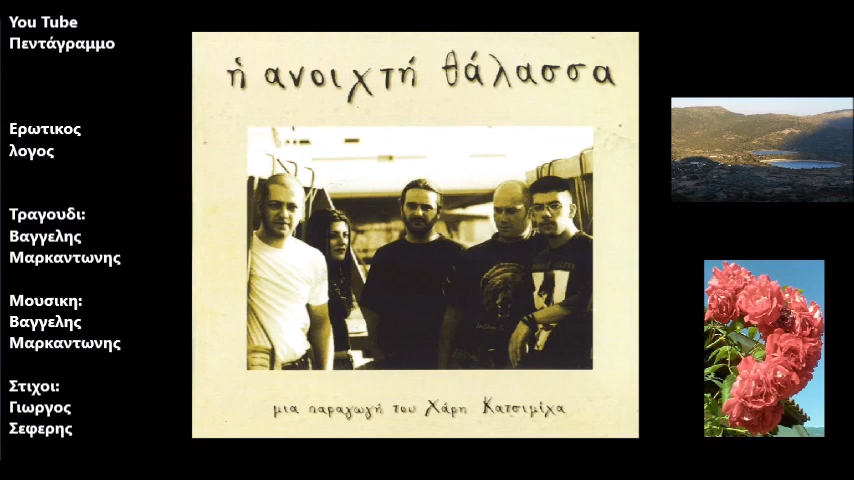 You Tube
Πεντάγραμμο
Ερωτικος
λογος
Τραγουδι:
Βαγγελης
Μαρκαντωνης
Μουσικη:
Βαγγελης
Μαρκαντωνης
Στιχοι:
Γιωργος
Σεφερης
ἡ ανοιχτή θάλασσα
μια παραγωγή του Χάρη Κατσιμίχα